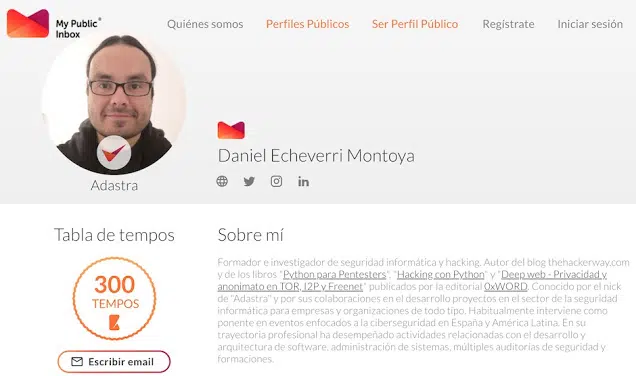 My Public®
Inbox
Quiénes somos
Perfiles Públicos
Ser Perfil Público
Regístrate
Iniciar sesión
Adastra
Daniel Echeverri Montoya
in
Tabla de tempos
300
TEMPOS
Escribir email
Sobre mí
Formador e investigador de seguridad informática y hacking. Autor del blog thehackerway.com
y de los libros "Python para Pentesters", "Hacking con Python" y "Deep web - Privacidad y
anonimato en TOR, I2P y Freenet" publicados por la editorial 0xWORD. Conocido por el nick
de "Adastra" y por sus colaboraciones en el desarrollo proyectos en el sector de la seguridad
informática para empresas y organizaciones de todo tipo. Habitualmente interviene como
ponente en eventos enfocados a la ciberseguridad en España y América Latina. En su
trayectoria profesional ha desempeñado actividades relacionadas con el desarrollo y
arquitectura de software, administración de sistemas, múltiples auditorías de seguridad y
formaciones.